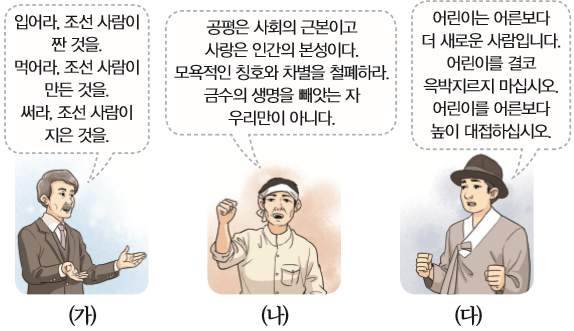 입어라, 조선 사람이
짠 것을.
먹어라, 조선 사람이
만든 것을.
써라, 조선 사람이
지은 것을.
공평은 사회의 근본이고
사랑은 인간의 본성이다.
모욕적인 칭호와 차별을 철폐하라.
금수의 생명을 빼앗는 자
우리만이 아니다.
어린이는 어른보다
더 새로운 사람입니다.
어린이를 결코
윽박지르지 마십시오.
어린이를 어른보다
높이 대접하십시오.
(가)
(나)
(다)